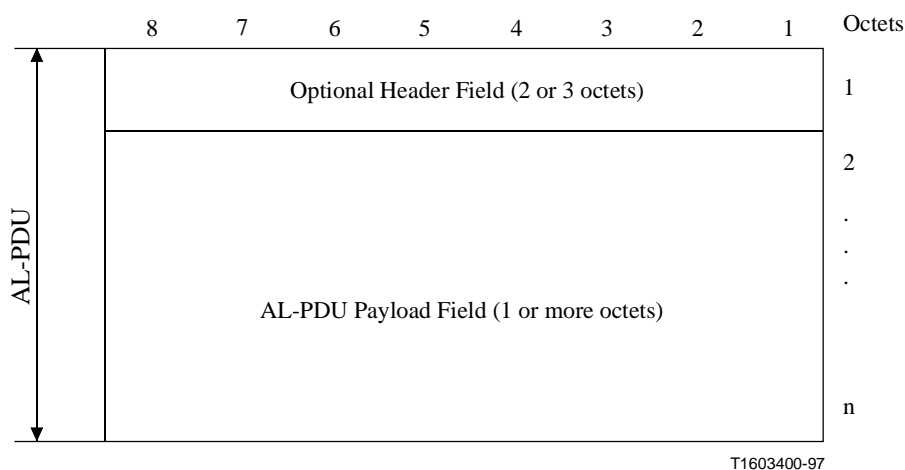 8 7 6 5 4 3 2 1 Octets
Optional Header Field (2 or 3 octets) 1
2
.
.
.
AL-PDU
AL-PDU Payload Field (1 or more octets)
n
T1603400-97